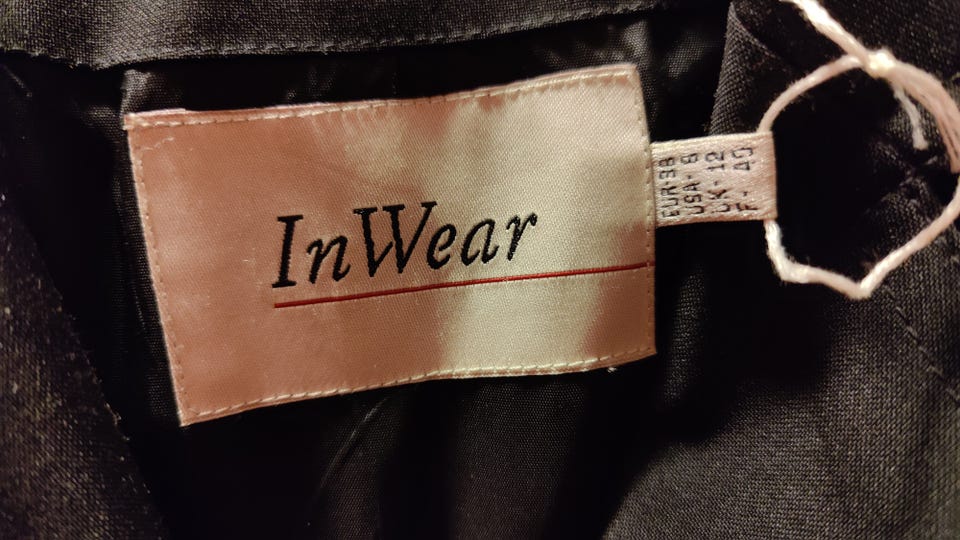 InWear
EUR-38
USA-8
UK-12
F-40